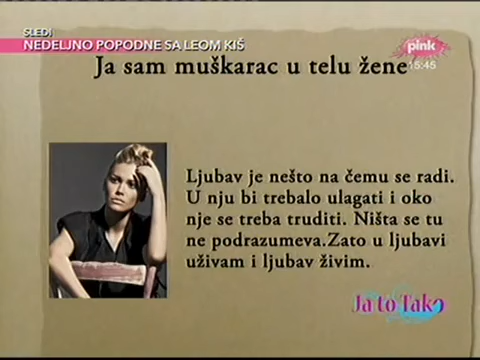 SLEDI
NEDELJNO POPODNE SA LEOM KIŠ
pink
15:45
Ja sam muškarac u telu žene
Ljubav je nešto na čemu se radi.
U nju bi trebalo ulagati i oko
nje se treba truditi. Ništa se tu
ne podrazumeva.Zato u ljubavi
uživam i ljubav živim.
Ja to Tako